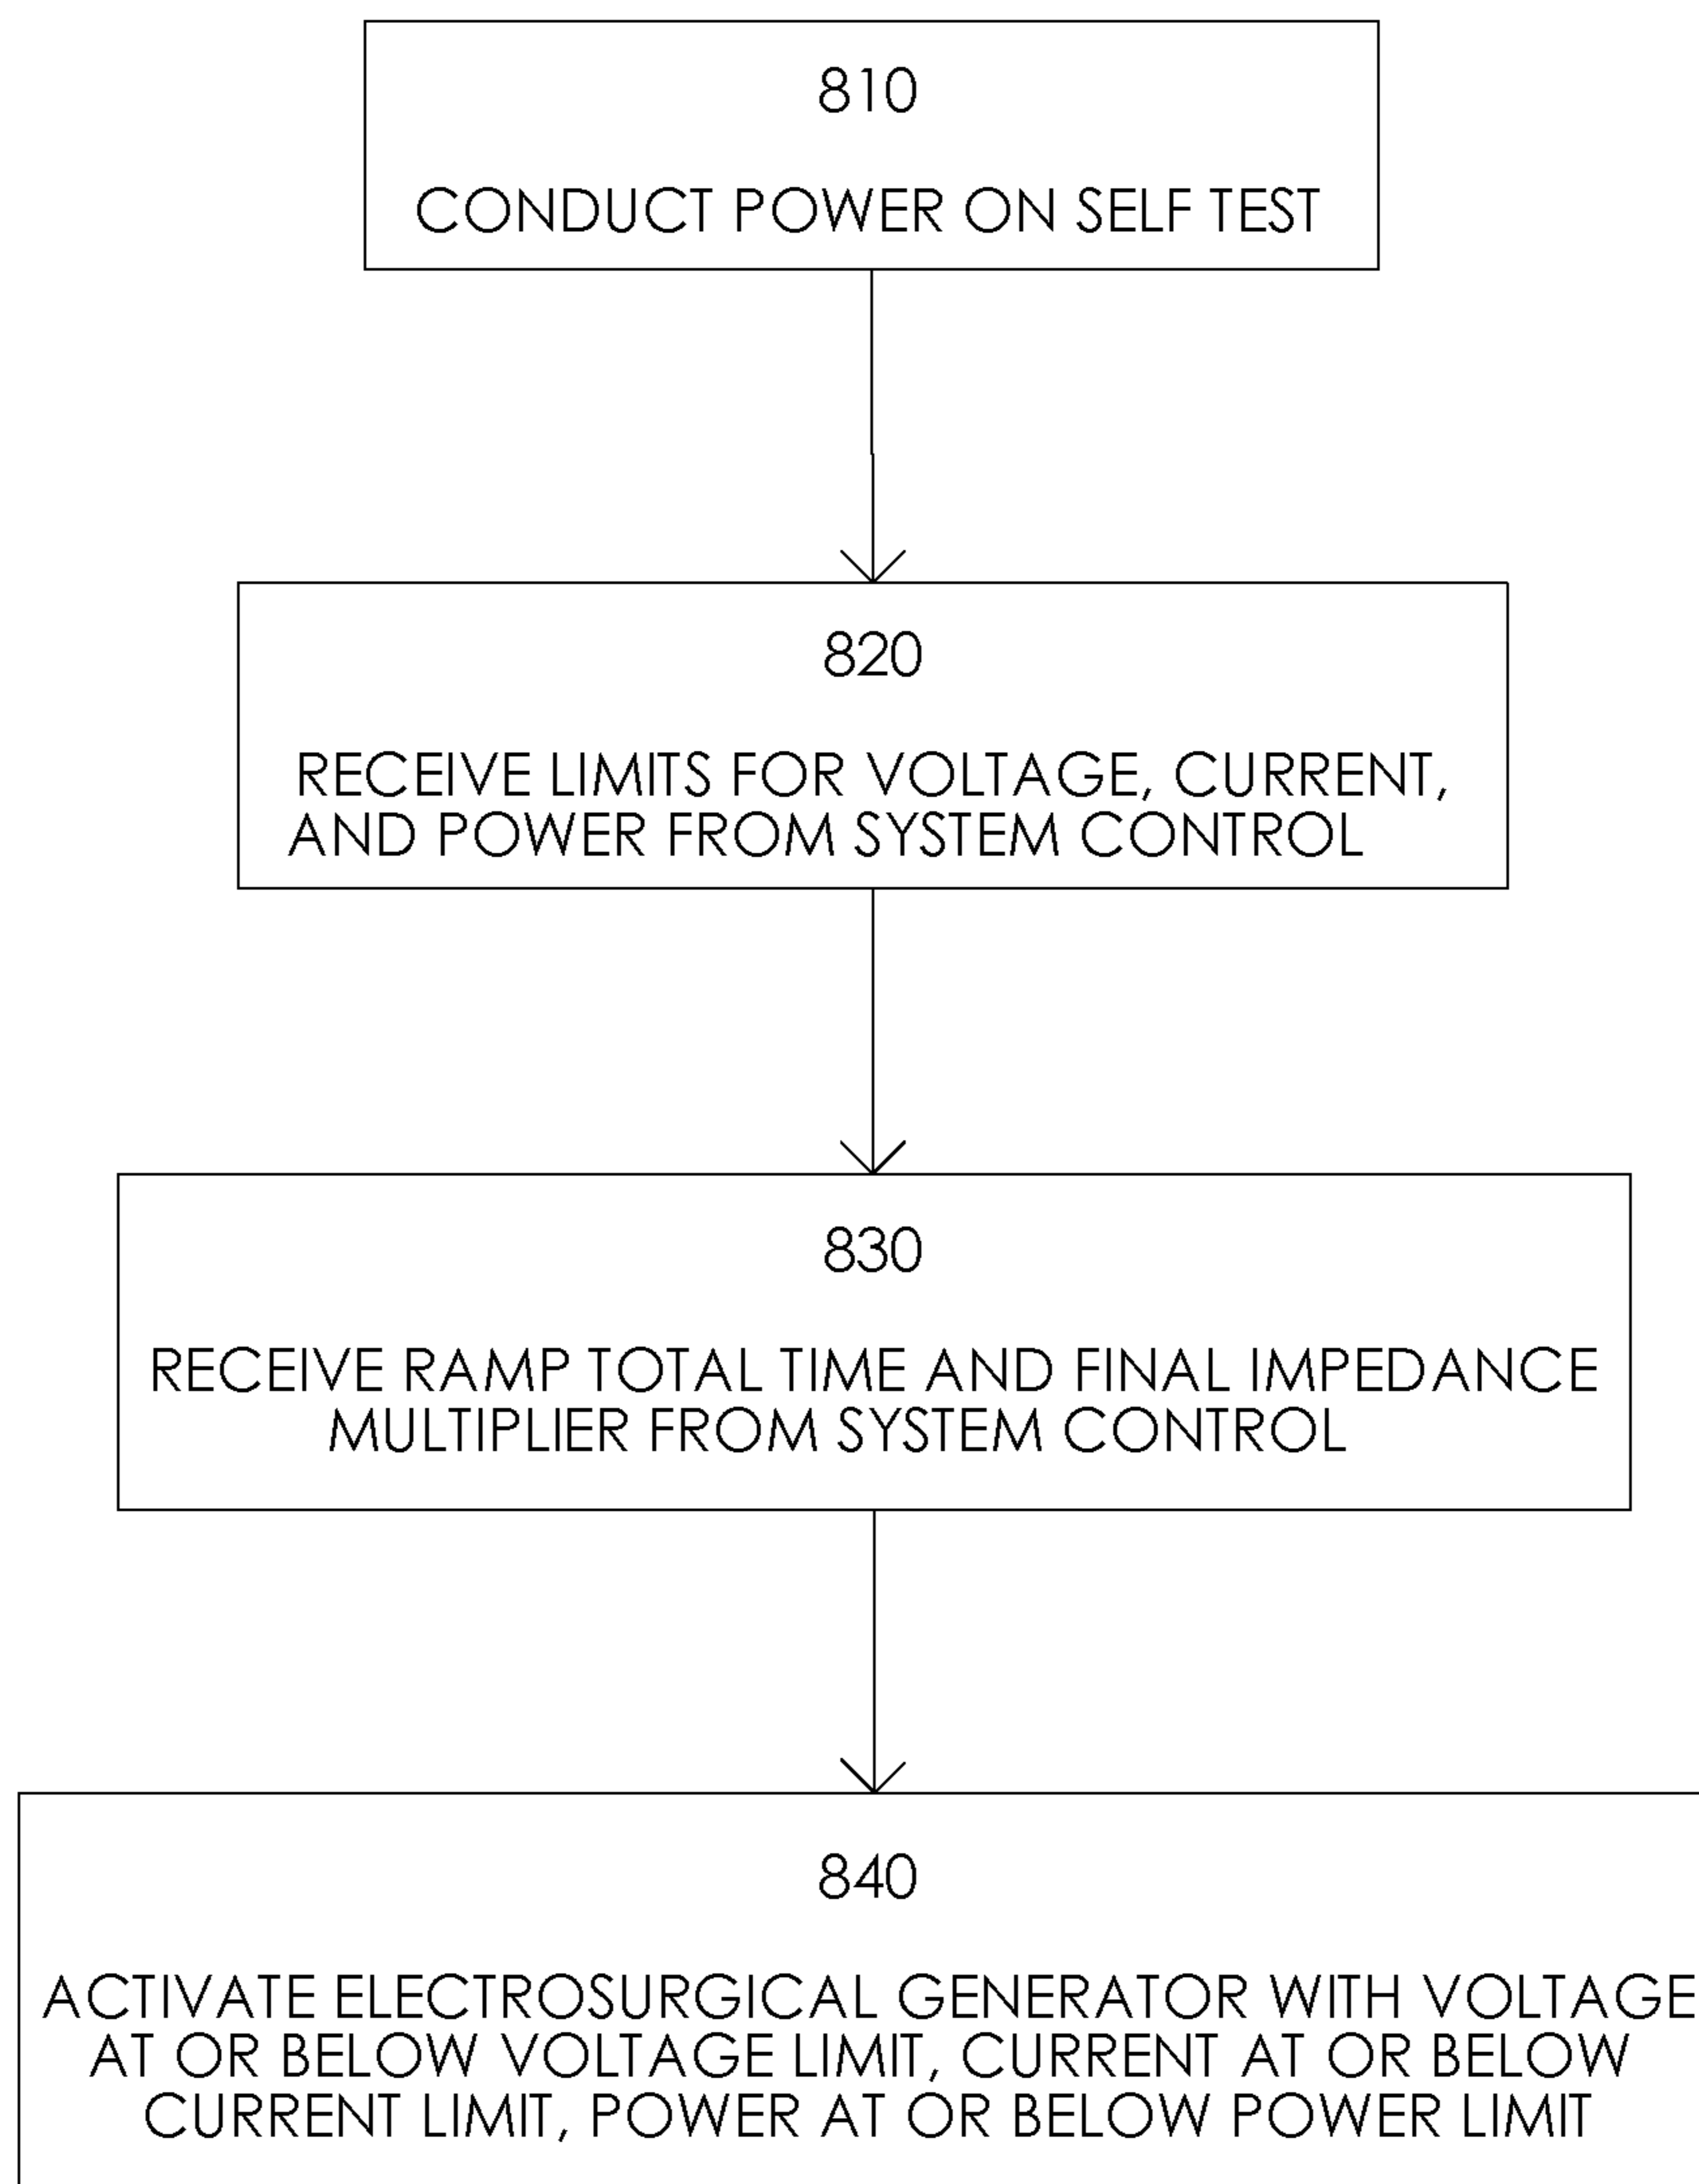 810
CONDUCT POWER ON SELF TEST
820
RECEIVE LIMITS FOR VOLTAGE, CURRENT,
AND POWER FROM SYSTEM CONTROL
830
RECEIVE RAMP TOTAL TIME AND FINAL IMPEDANCE
MULTIPLIER FROM SYSTEM CONTROL
840
ACTIVATE ELECTROSURGICAL GENERATOR WITH VOLTAGE
AT OR BELOW VOLTAGE LIMIT, CURRENT AT OR BELOW
CURRENT LIMIT, POWER AT OR BELOW POWER LIMIT